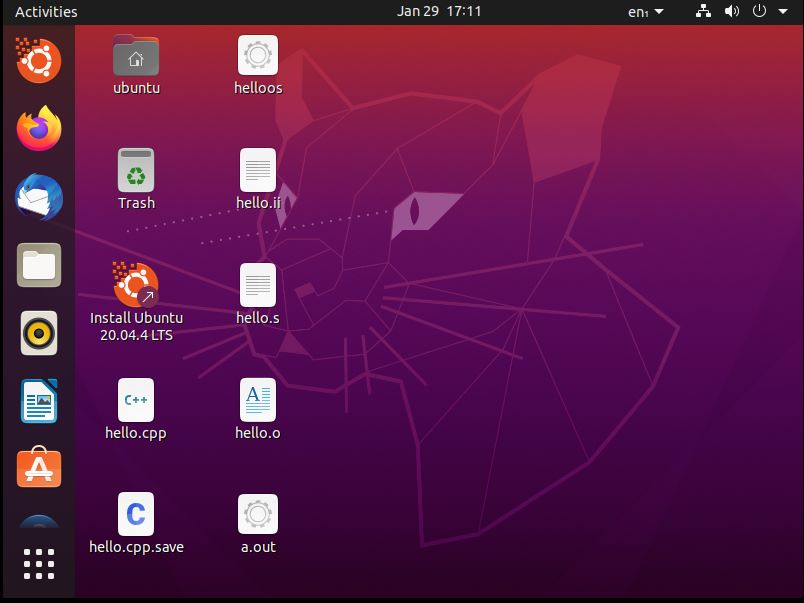 Activities
Jan 29 17:11
en₁
ubuntu
helloos
Trash
hello.ii
Install Ubuntu
20.04.4 LTS
hello.s
C++
hello.cpp
A
hello.o
C
hello.cpp.save
a.out